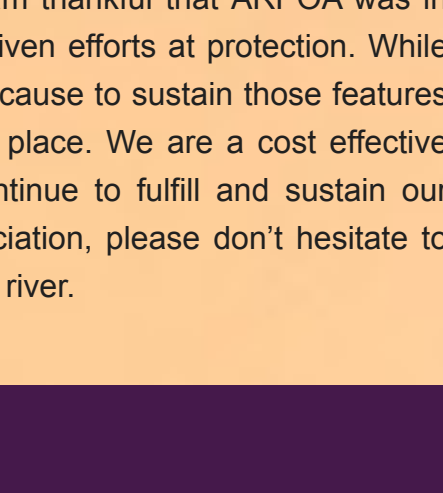 thankful that ARPOA was in
iven efforts at protection. While
cause to sustain those features
place. We are a cost effective
ntinue to fulfill and sustain our
ciation, please don’t hesitate to
river.